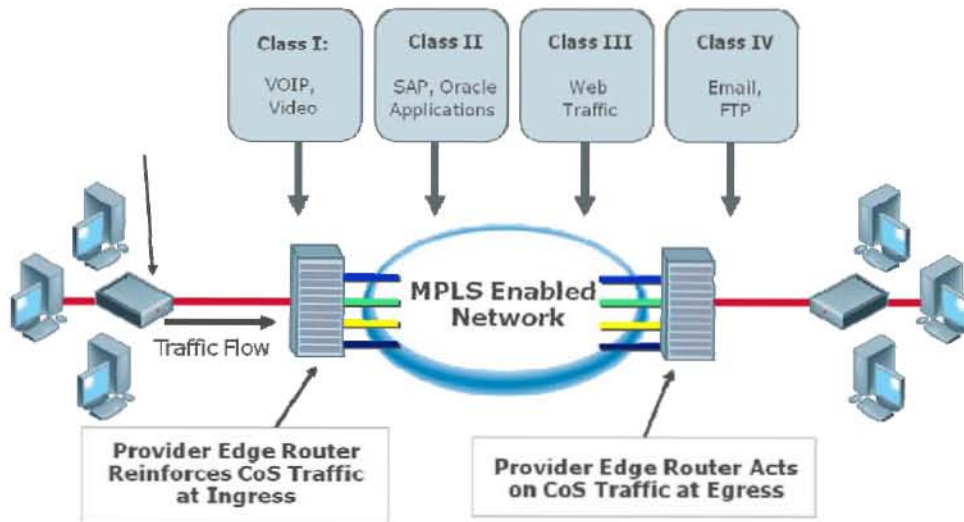 Class I:
VOIP,
Video
Class II
SAP, Oracle
Applications
Class III
Web
Traffic
Class IV
Email,
FTP
MPLS Enabled
Network
Traffic Flow
Provider Edge Router
Reinforces CoS Traffic
at Ingress
Provider Edge Router Acts
on CoS Traffic at Egress